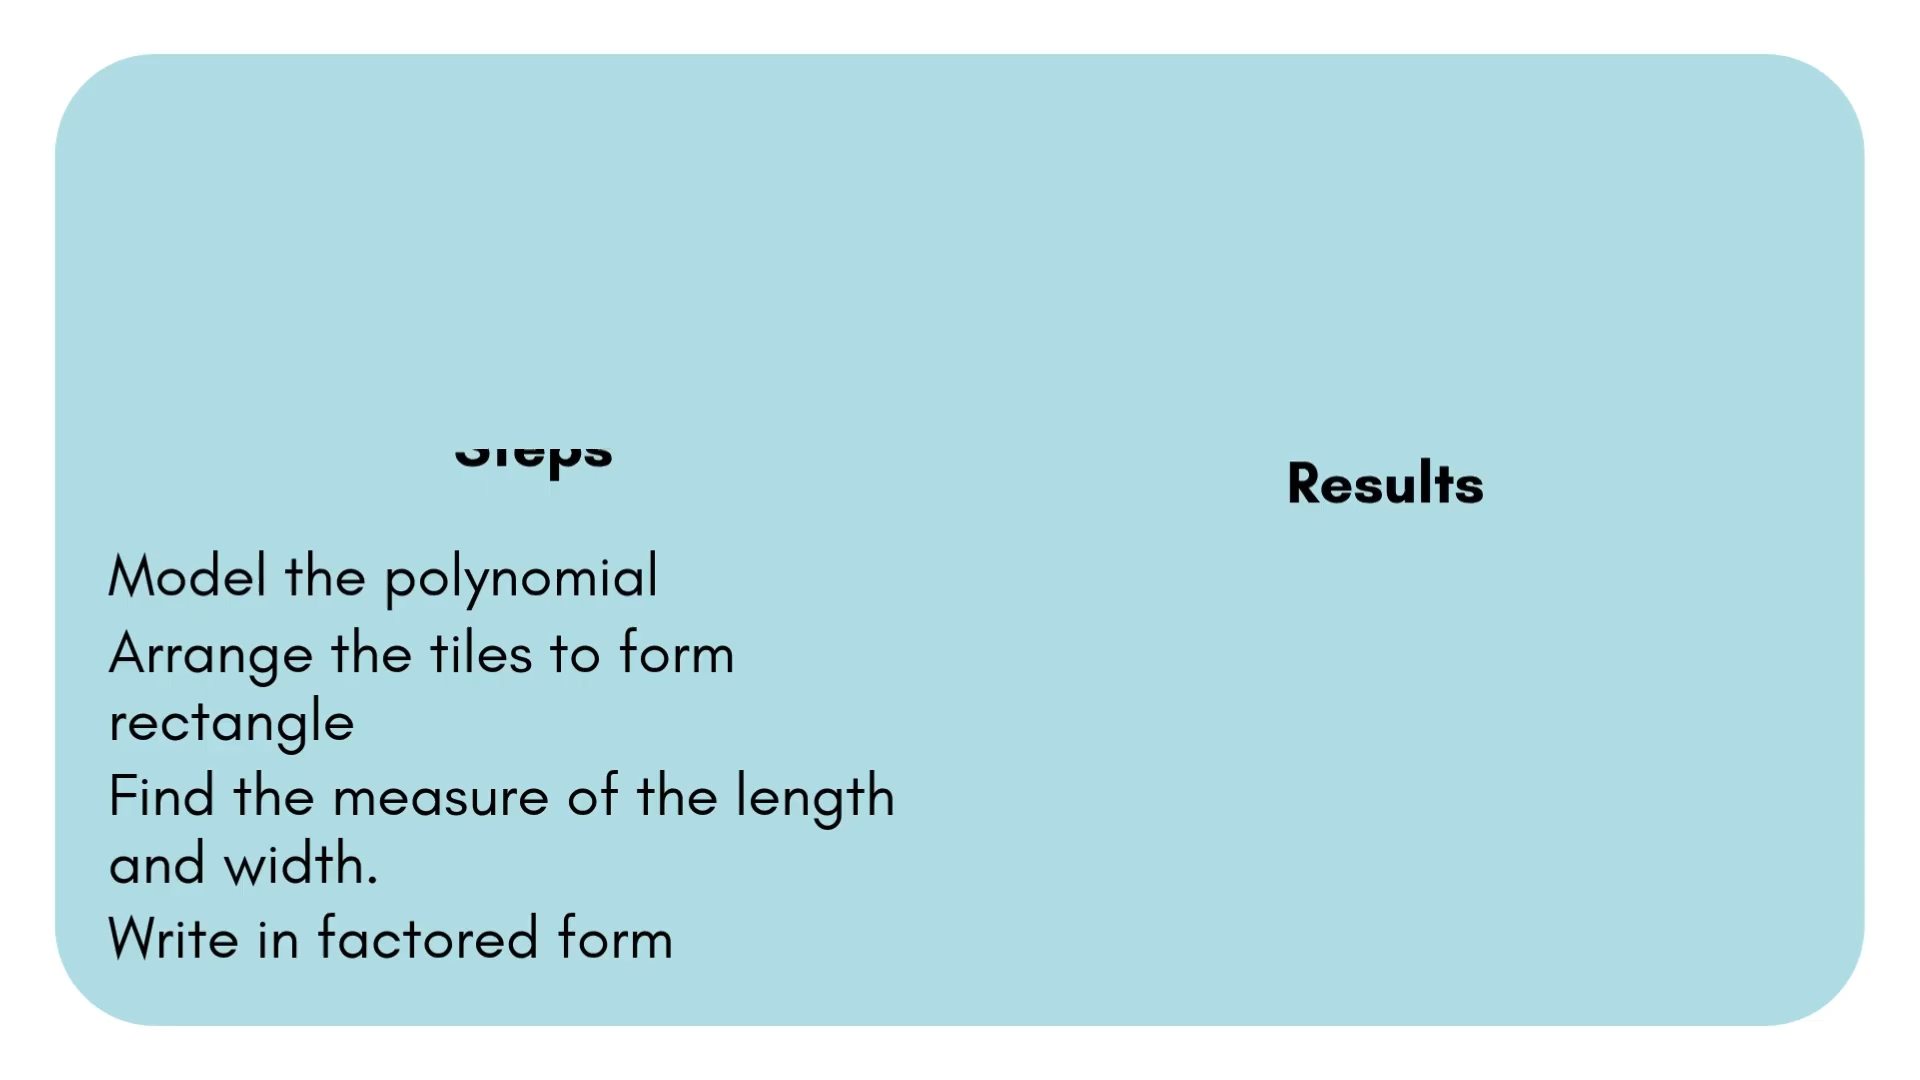 Steps
Results
Model the polynomial
Arrange the tiles to form
rectangle
Find the measure of the length
and width.
Write in factored form